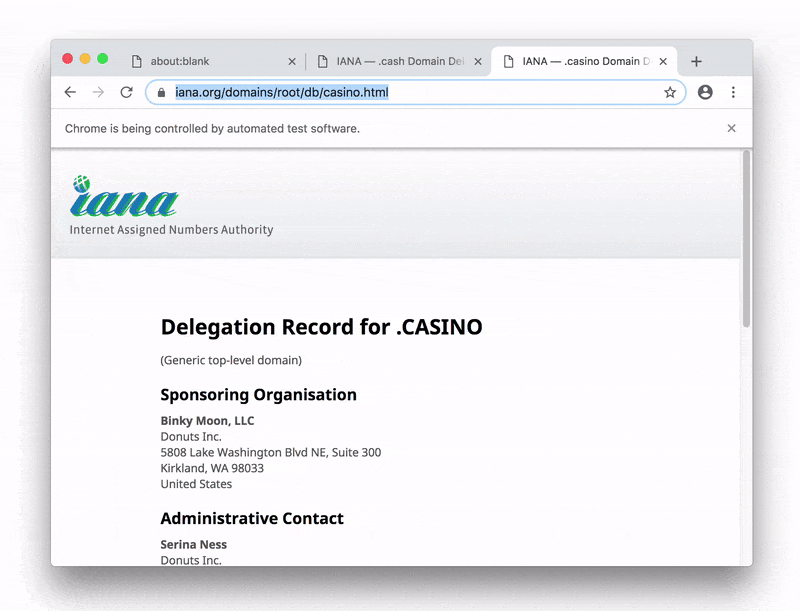 about:blank
IANA — .cash Domain Del
IANA — .casino Domain D
iana.org/domains/root/db/casino.html
Chrome is being controlled by automated test software.
iana
Internet Assigned Numbers Authority
Delegation Record for .CASINO
(Generic top-level domain)
Sponsoring Organisation
Binky Moon, LLC
Donuts Inc.
5808 Lake Washington Blvd NE, Suite 300
Kirkland, WA 98033
United States
Administrative Contact
Serina Ness
Donuts Inc.